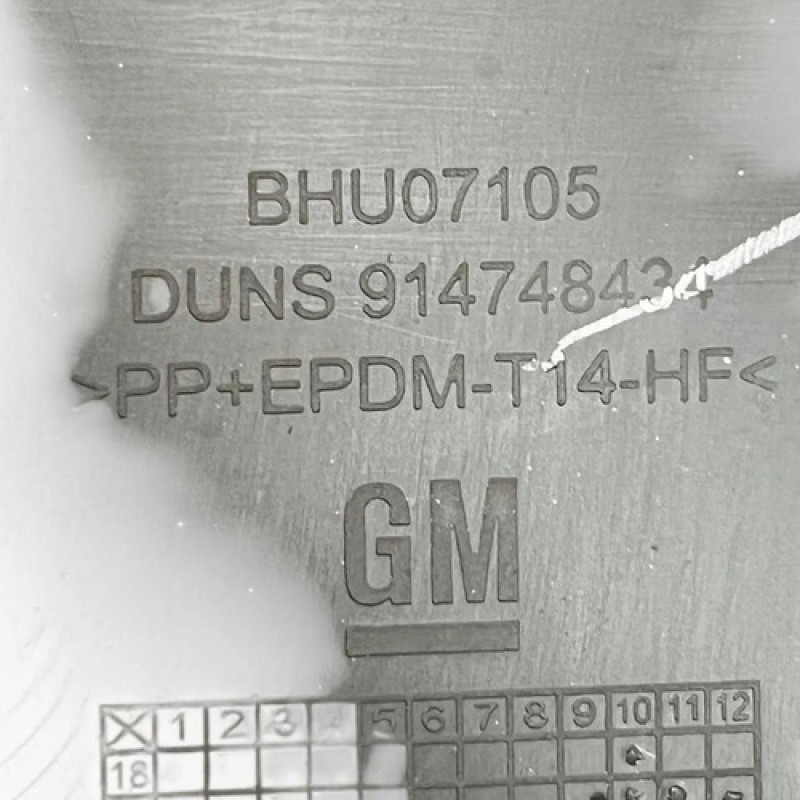 BHU07105
DUNS 914748434
>PP+EPDM-T14-HF<
GM
X 1 2 3 4 5 6 7 8 9 10 11 12
18